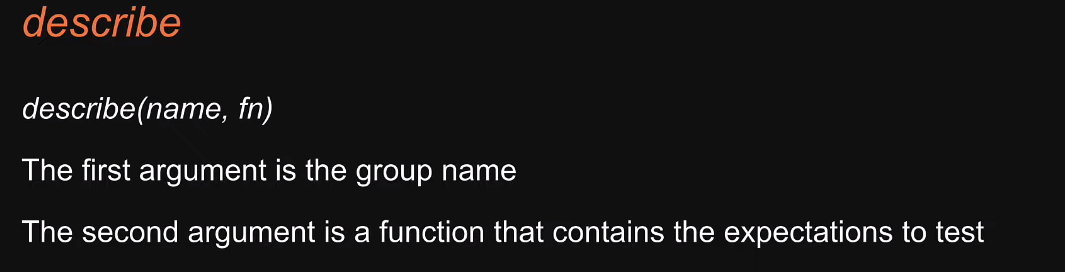 describe
describe(name, fn)
The first argument is the group name
The second argument is a function that contains the expectations to test